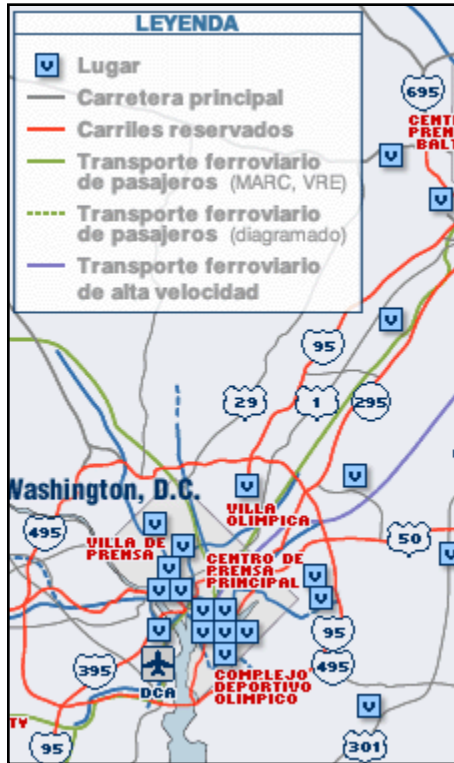 LEYENDA
Lugar
Carretera principal
Carriles reservados
Transporte ferroviario
de pasajeros (MARC, VRE)
Transporte ferroviario
de pasajeros (diagramado)
Transporte ferroviario
de alta velocidad
695
95
29
1
295
Washington, D.C.
495
VILLA DE
PRENSA
VILLA
OLIMPICA
50
CENTRO DE
PRENSA
PRINCIPAL
95
495
395
DCA
COMPLEJO
DEPORTIVO
OLIMPICO
95
301